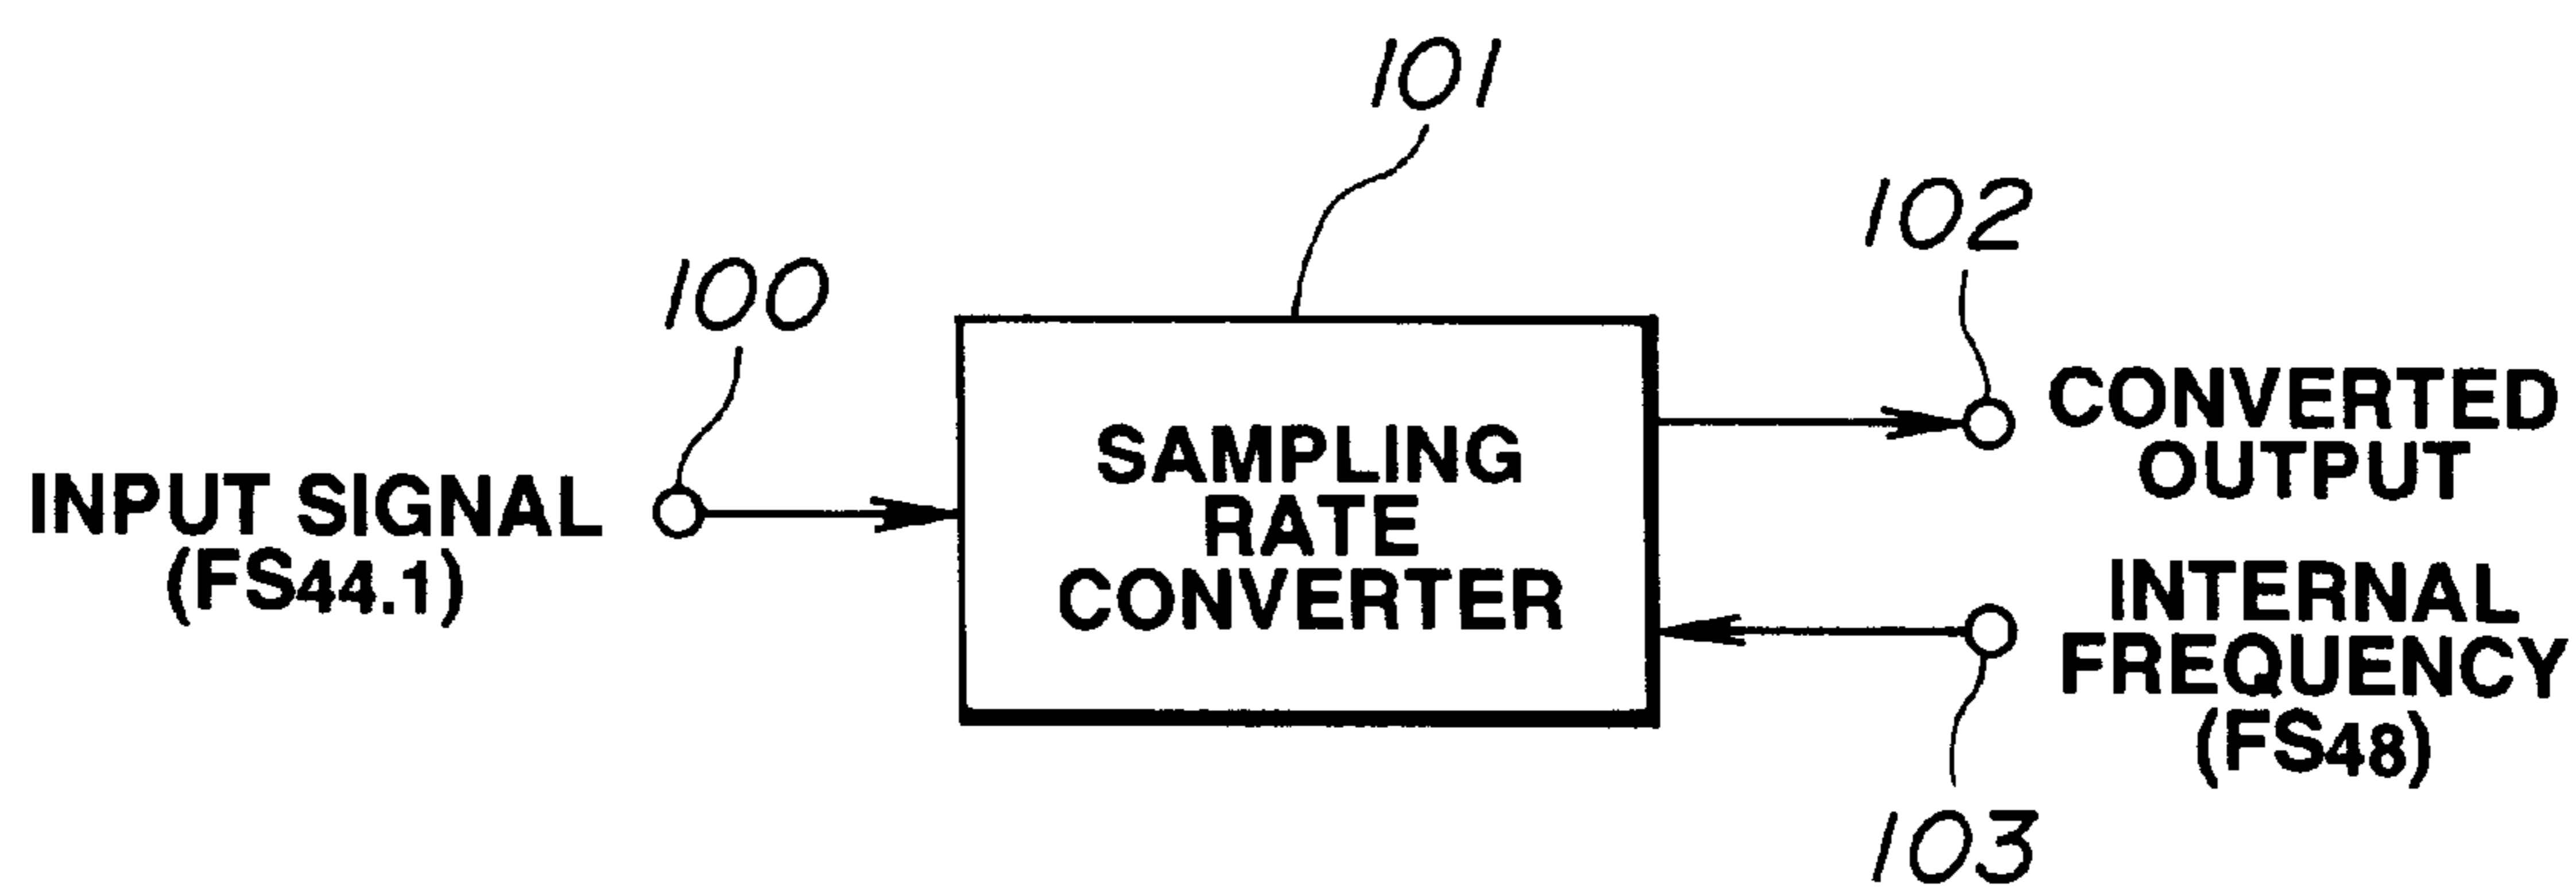 101
102
100
CONVERTED
OUTPUT
SAMPLING
RATE
CONVERTER
INPUT SIGNAL
(FS44.1)
INTERNAL
FREQUENCY
(FS48)
103